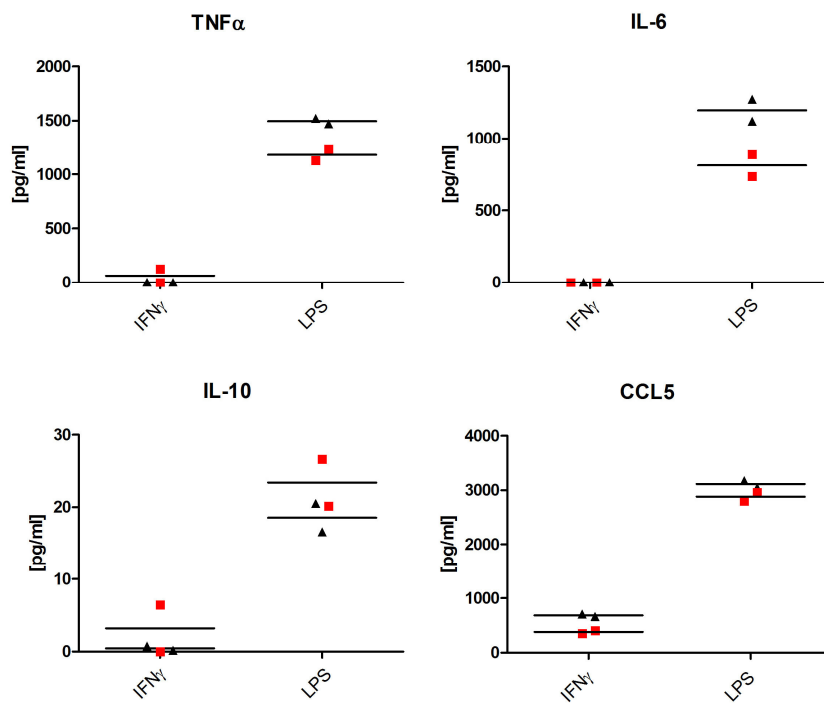 TNFα
IL-6
2000
1500
1000
500
0
[pg/ml]
IFNγ
LPS
1500
1000
500
0
[pg/ml]
IFNγ
LPS
IL-10
CCL5
30
20
10
0
[pg/ml]
IFNγ
LPS
4000
3000
2000
1000
0
[pg/ml]
IFNγ
LPS